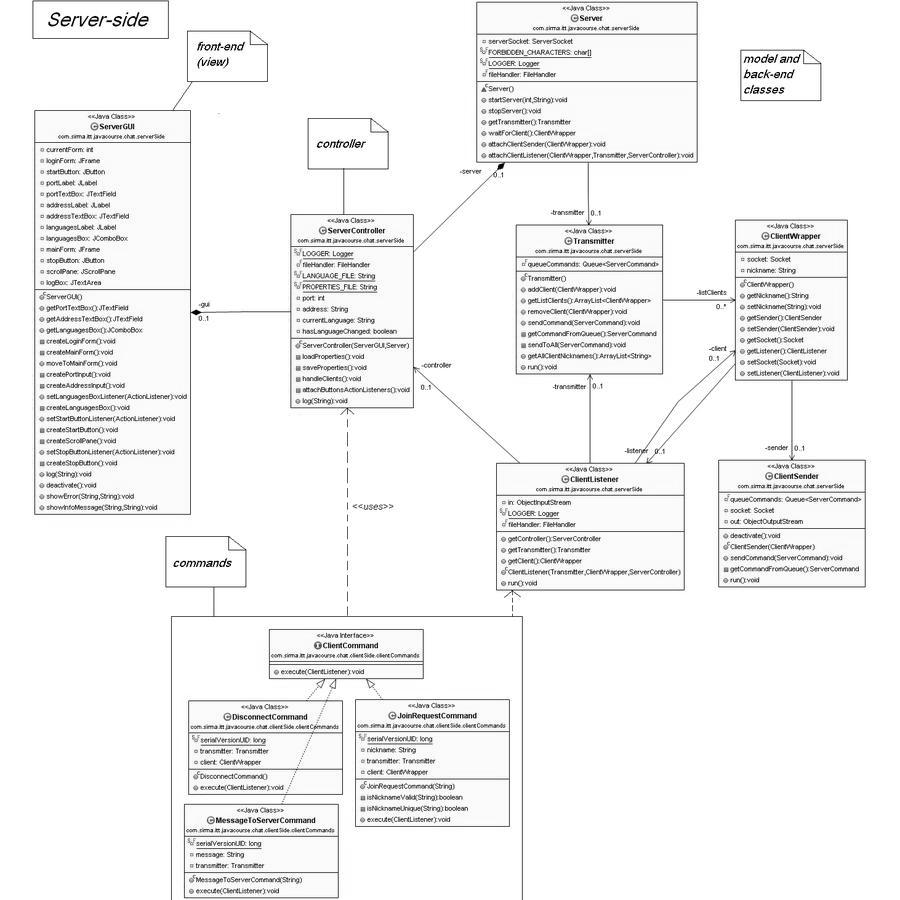 Server-side
front-end
(view)
<<Java Class>>
ServerGUI
com.sirma.itt.javacourse.chat.serverSide
currentForm: int
loginForm: JFrame
startButton: JButton
portLabel: JLabel
portTextBox: JTextField
addressLabel: JLabel
addressTextBox: JTextField
languagesLabel: JLabel
languagesBox: JComboBox
mainForm: JFrame
stopButton: JButton
scrollPane: JScrollPane
logBox: JTextArea
ServerGUI()
getPortTextBox():JTextField
getAddressTextBox():JTextField
getLanguagesBox():JComboBox
createLoginForm():void
createMainForm():void
moveToMainForm():void
createPortInput():void
createAddressInput():void
setLanguagesBoxListener(ActionListener):void
createLanguagesBox():void
setStartButtonListener(ActionListener):void
createStartButton():void
createScrollPane():void
setStopButtonListener(ActionListener):void
createStopButton():void
log(String):void
deactivate():void
showError(String,String):void
showInfoMessage(String,String):void
-gui
0..1
controller
<<Java Class>>
ServerController
com.sirma.itt.javacourse.chat.serverSide
LOGGER: Logger
fileHandler: FileHandler
LANGUAGE_FILE: String
PROPERTIES_FILE: String
port: int
address: String
currentLanguage: String
hasLanguageChanged: boolean
ServerController(ServerGUI,Server)
loadProperties():void
saveProperties():void
handleClients():void
attachButtonsActionListeners():void
log(String):void
-server
0..1
<<Java Class>>
Server
com.sirma.itt.javacourse.chat.serverSide
serverSocket: ServerSocket
FORBIDDEN_CHARACTERS: char[]
LOGGER: Logger
fileHandler: FileHandler
Server()
startServer(int,String):void
stopServer():void
getTransmitter():Transmitter
waitForClient():ClientWrapper
attachClientSender(ClientWrapper):void
attachClientListener(ClientWrapper,Transmitter,ServerController):void
model and
back-end
classes
-transmitter
0..1
<<Java Class>>
Transmitter
com.sirma.itt.javacourse.chat.serverSide
queueCommands: Queue<ServerCommand>
Transmitter()
addClient(ClientWrapper):void
getListClients():ArrayList<ClientWrapper>
removeClient(ClientWrapper):void
sendCommand(ServerCommand):void
getCommandFromQueue():ServerCommand
sendToAll(ServerCommand):void
getAllClientNicknames():ArrayList<String>
run():void
-listClients
0..*
<<Java Class>>
ClientWrapper
com.sirma.itt.javacourse.chat.serverSide
socket: Socket
nickname: String
ClientWrapper()
getNickname():String
setNickname(String):void
getSender():ClientSender
setSender(ClientSender):void
getSocket():Socket
getListener():ClientListener
setSocket(Socket):void
setListener(ClientListener):void
-client
0..1
-controller
0..1
-transmitter
0..1
-listener
0..1
-sender
0..1
<<Java Class>>
ClientListener
com.sirma.itt.javacourse.chat.serverSide
in: ObjectInputStream
LOGGER: Logger
fileHandler: FileHandler
getController():ServerController
getTransmitter():Transmitter
getClient():ClientWrapper
ClientListener(Transmitter,ClientWrapper,ServerController)
run():void
<<Java Class>>
ClientSender
com.sirma.itt.javacourse.chat.serverSide
queueCommands: Queue<ServerCommand>
socket: Socket
out: ObjectOutputStream
deactivate():void
ClientSender(ClientWrapper)
sendCommand(ServerCommand):void
getCommandFromQueue():ServerCommand
run():void
<<uses>>
commands
<<Java Interface>>
ClientCommand
com.sirma.itt.javacourse.chat.clientSide.clientCommands
execute(ClientListener):void
<<Java Class>>
DisconnectCommand
com.sirma.itt.javacourse.chat.clientSide.clientCommands
serialVersionUID: long
transmitter: Transmitter
client: ClientWrapper
DisconnectCommand()
execute(ClientListener):void
<<Java Class>>
JoinRequestCommand
com.sirma.itt.javacourse.chat.clientSide.clientCommands
serialVersionUID: long
nickname: String
transmitter: Transmitter
client: ClientWrapper
JoinRequestCommand(String)
isNicknameValid(String):boolean
isNicknameUnique(String):boolean
execute(ClientListener):void
<<Java Class>>
MessageToServerCommand
com.sirma.itt.javacourse.chat.clientSide.clientCommands
serialVersionUID: long
message: String
transmitter: Transmitter
MessageToServerCommand(String)
execute(ClientListener):void